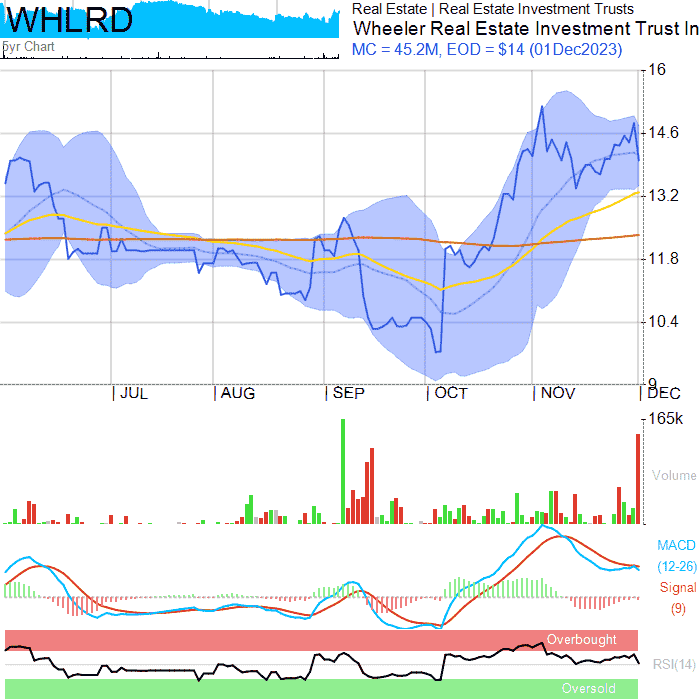 WHLRD
Real Estate | Real Estate Investment Trusts
Wheeler Real Estate Investment Trust In
5yr Chart
MC = 45.2M, EOD = $14 (01Dec2023)
16
14.6
13.2
11.8
10.4
9
JUL AUG SEP OCT NOV DEC
165k
Volume
MACD
(12-26)
Signal
(9)
Overbought
RSI(14)
Oversold